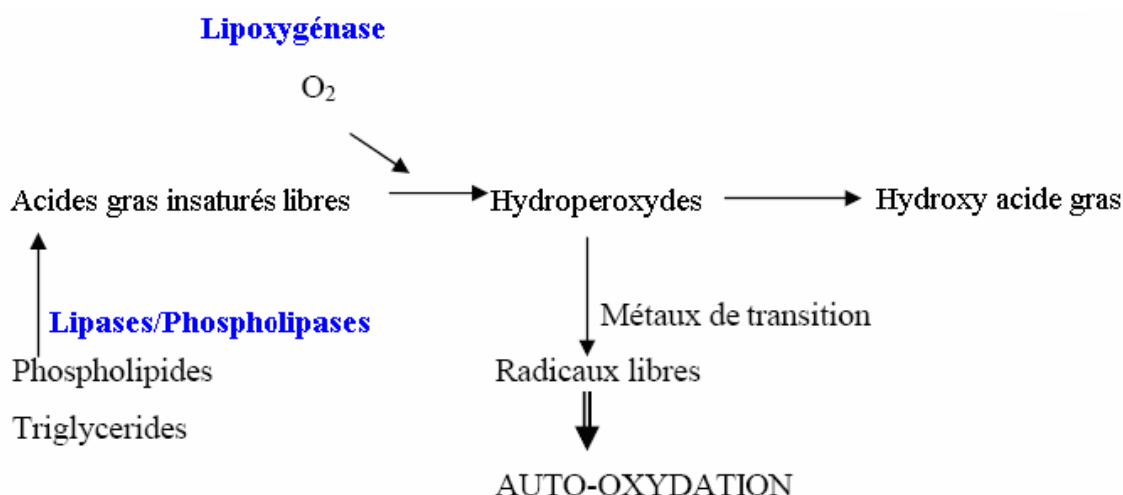 Lipoxygénase
O₂
Acides gras insaturés libres Hydroperoxydes Hydroxy acide gras
Lipases/Phospholipases Métaux de transition
Phospholipides Radicaux libres
Triglycerides
AUTO-OXYDATION